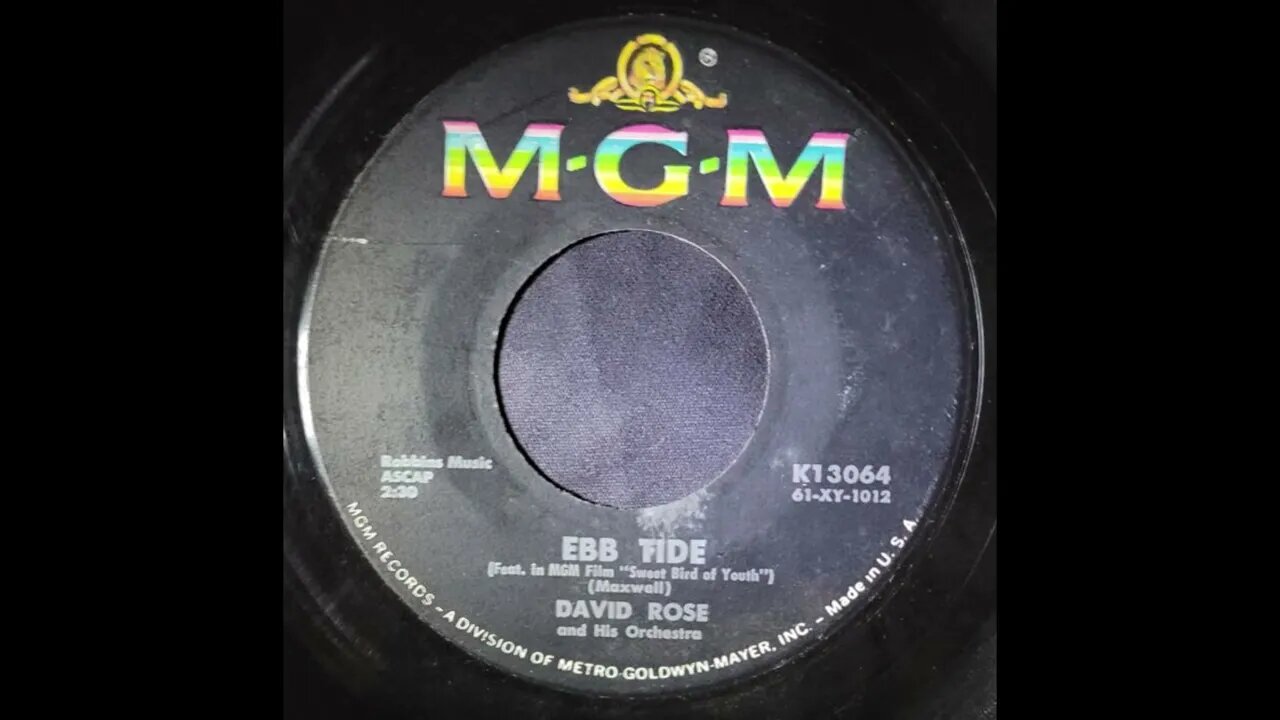 M·G·M
Robbins Music
ASCAP
2:30
K13064
61-XY-1012
EBB TIDE
(Feat. in MGM Film "Sweet Bird of Youth")
(Maxwell)
DAVID ROSE
and His Orchestra
MGM RECORDS - A DIVISION OF METRO-GOLDWYN-MAYER, INC. - Made in U. S. A.